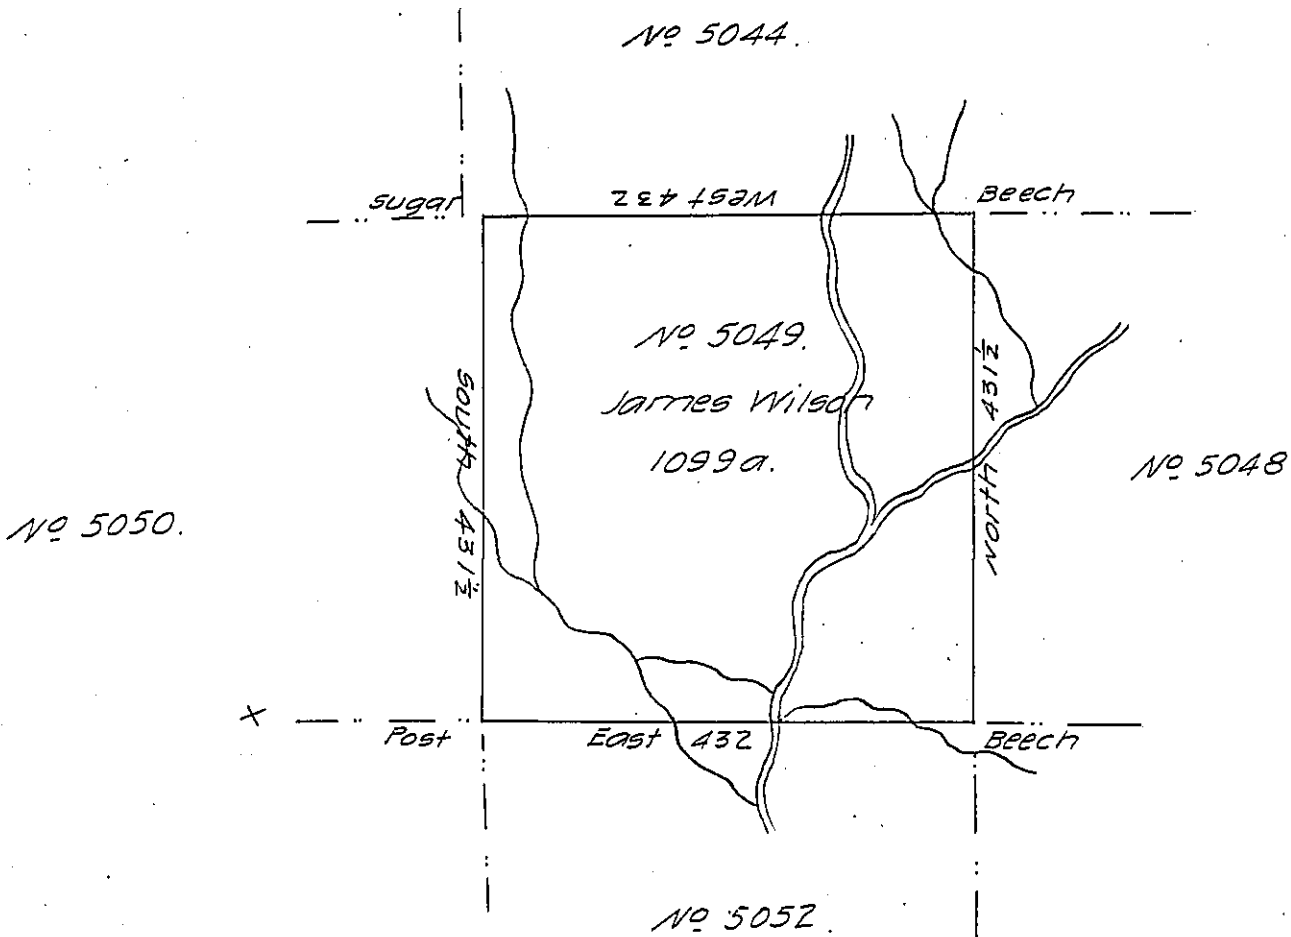 Nº 5044.
sugar
West 432
Beech
Nº 5049.
James Wilson
1099a.
South 431½
North 431½
Nº 5048
Nº 5050.
X
Post
East 432
Beech
Nº 5052.